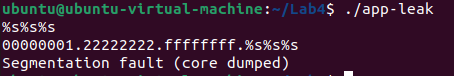 ubuntu@ubuntu-virtual-machine:~/Lab4$ ./app-leak
%s%s%s
00000001.22222222.ffffffff.%s%s%s
Segmentation fault (core dumped)